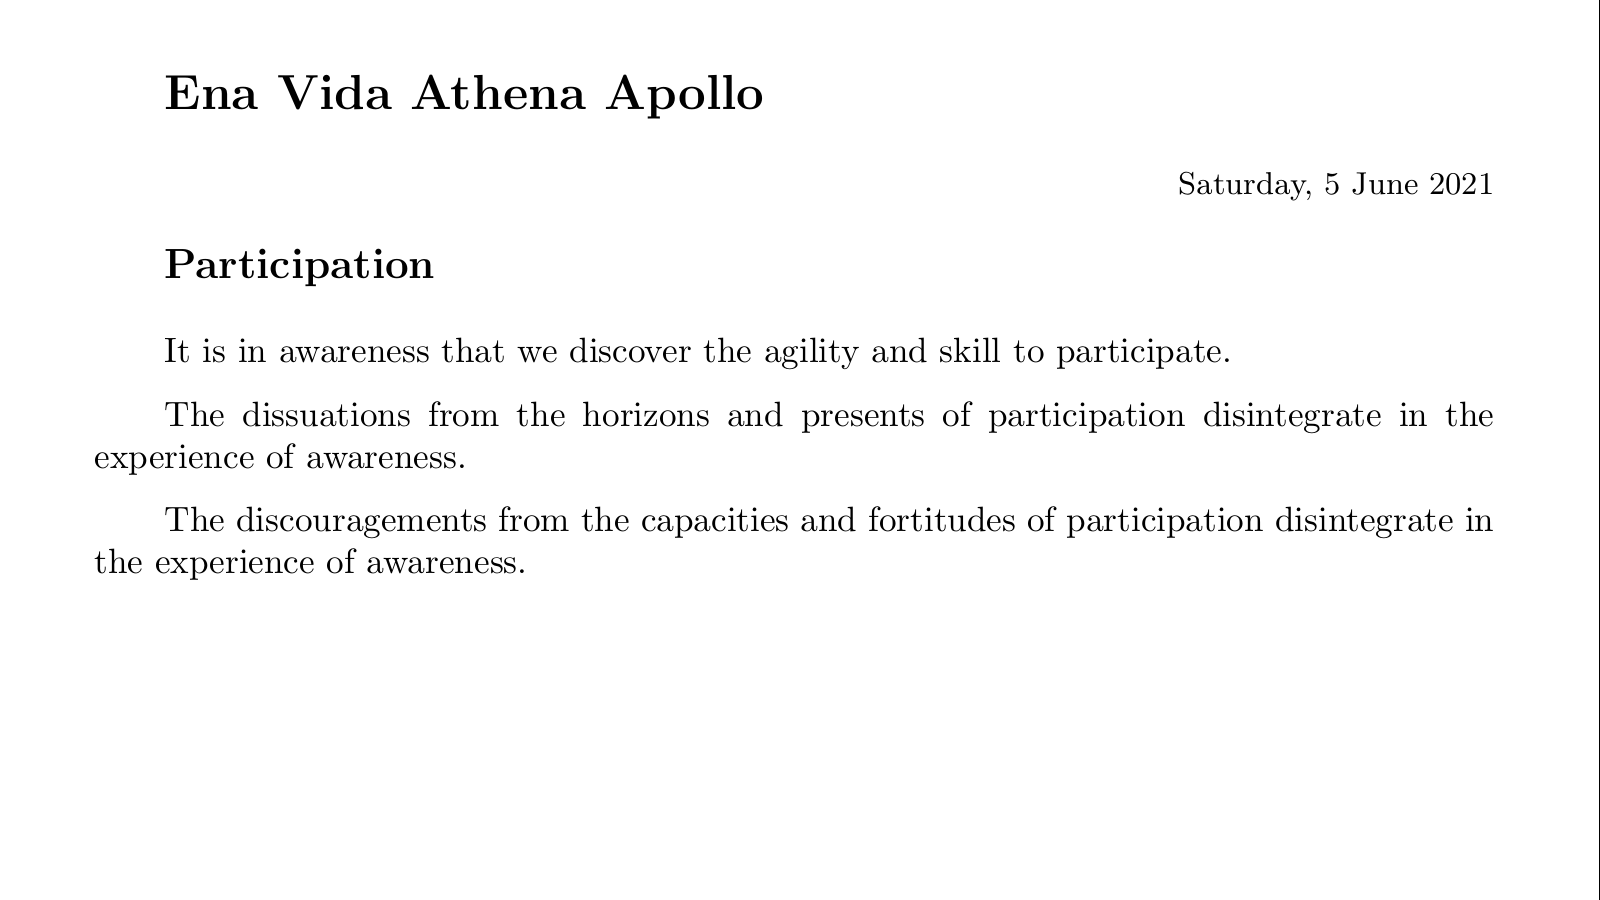 Ena Vida Athena Apollo
Saturday, 5 June 2021
Participation
It is in awareness that we discover the agility and skill to participate.
The dissuations from the horizons and presents of participation disintegrate in the
experience of awareness.
The discouragements from the capacities and fortitudes of participation disintegrate in
the experience of awareness.